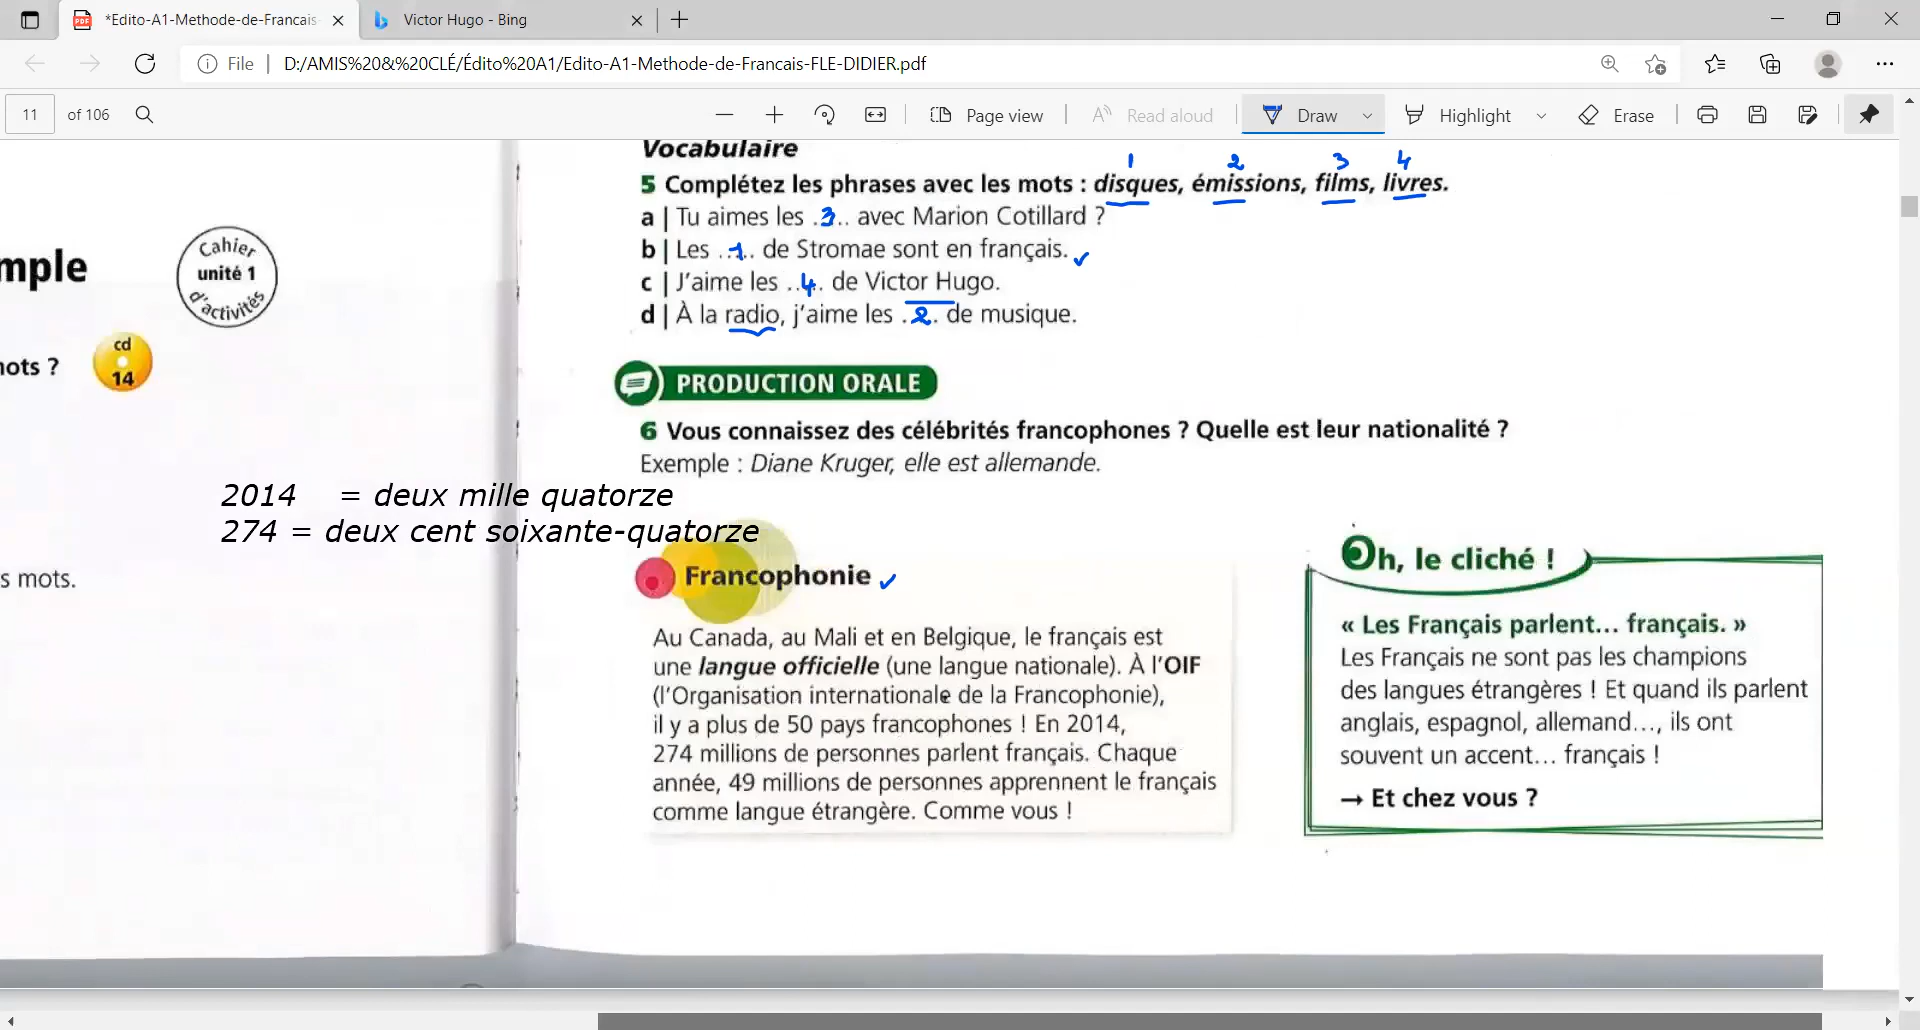 *Edito-A1-Methode-de-Francais-
Victor Hugo - Bing
File
D:/AMIS%20&%20CLÉ/Édito%20A1/Edito-A1-Methode-de-Francais-FLE-DIDIER.pdf
11 of 106
Page view
Read aloud
Draw
Highlight
Erase
mple
Cahier
unité 1
d'activités
mots ?
cd
14
s mots.
2014 = deux mille quatorze
274 = deux cent soixante-quatorze
Vocabulaire
1 2 3 4
5 Complétez les phrases avec les mots : disques, émissions, films, livres.
a | Tu aimes les .3.. avec Marion Cotillard ?
b | Les ..1.. de Stromae sont en français.
c | J'aime les ..4. de Victor Hugo.
d | À la radio, j'aime les .2. de musique.
PRODUCTION ORALE
6 Vous connaissez des célébrités francophones ? Quelle est leur nationalité ?
Exemple : Diane Kruger, elle est allemande.
Francophonie
Au Canada, au Mali et en Belgique, le français est
une langue officielle (une langue nationale). À l'OIF
(l'Organisation internationale de la Francophonie),
il y a plus de 50 pays francophones ! En 2014,
274 millions de personnes parlent français. Chaque
année, 49 millions de personnes apprennent le français
comme langue étrangère. Comme vous !
Oh, le cliché !
« Les Français parlent... français. »
Les Français ne sont pas les champions
des langues étrangères ! Et quand ils parlent
anglais, espagnol, allemand..., ils ont
souvent un accent... français !
→ Et chez vous ?